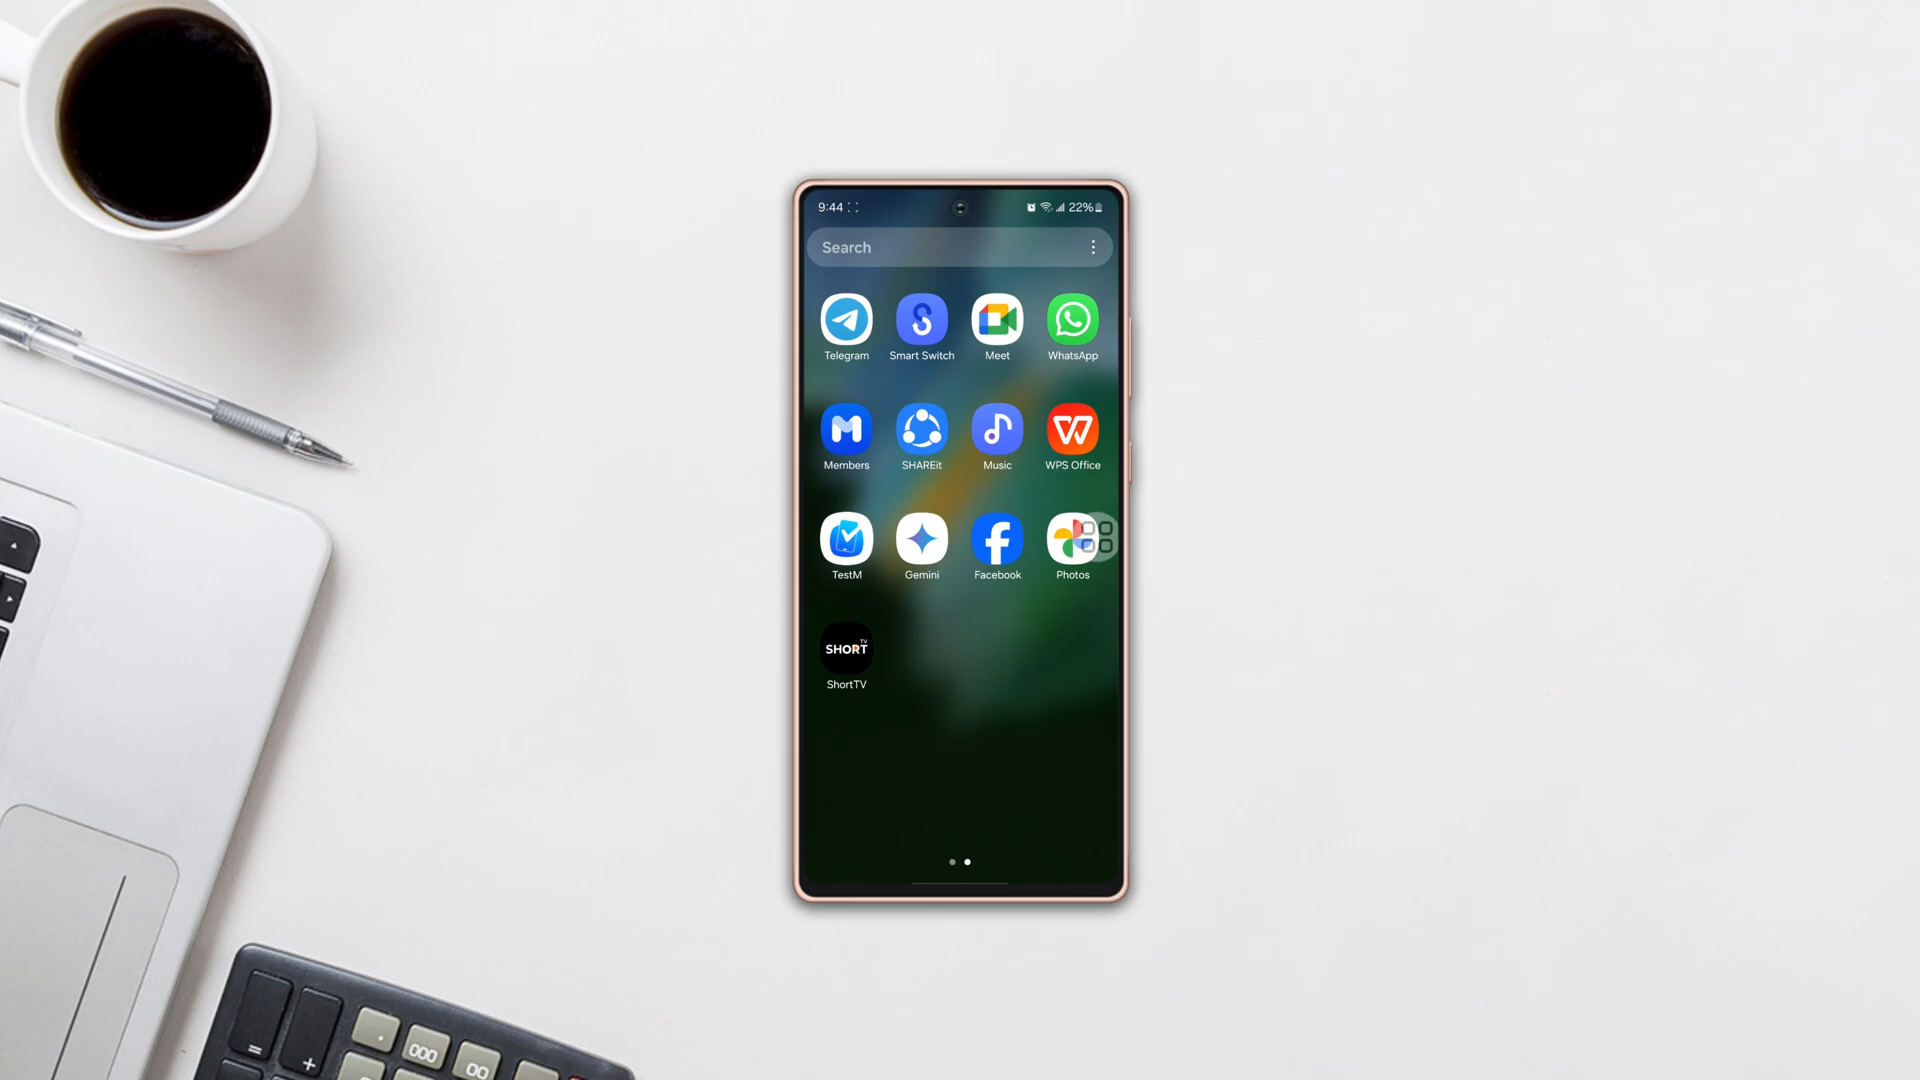 9:44
22%
Search
Telegram
Smart Switch
Meet
WhatsApp
Members
SHAREit
Music
WPS Office
TestM
Gemini
Facebook
Photos
SHORT TV
ShortTV
=
+
.
000
00